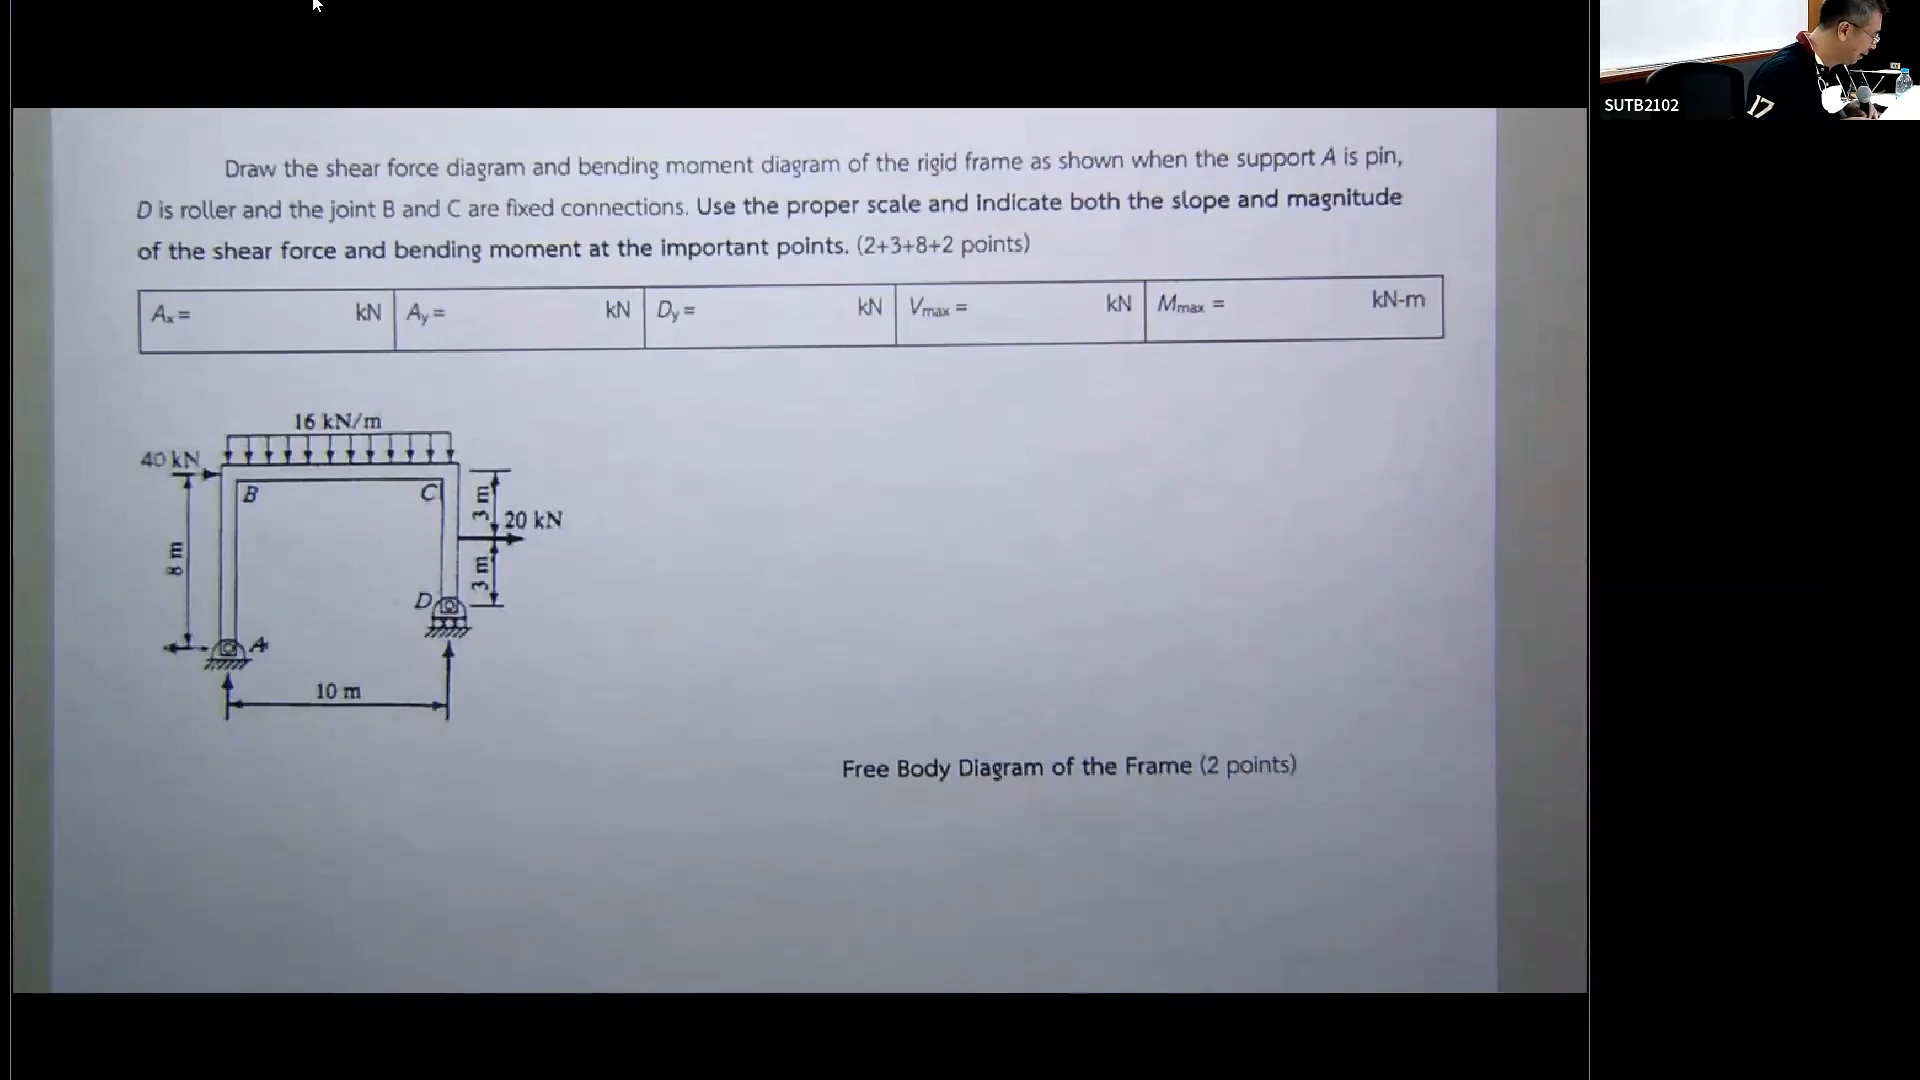 SUTB2102
17
Draw the shear force diagram and bending moment diagram of the rigid frame as shown when the support A is pin,
D is roller and the joint B and C are fixed connections. Use the proper scale and indicate both the slope and magnitude
of the shear force and bending moment at the important points. (2+3+8+2 points)
Ax = kN Ay = kN Dy = kN Vmax = kN Mmax = kN-m
16 kN/m
40 kN
B C
3 m
20 kN
8 m
3 m
D
A
10 m
Free Body Diagram of the Frame (2 points)